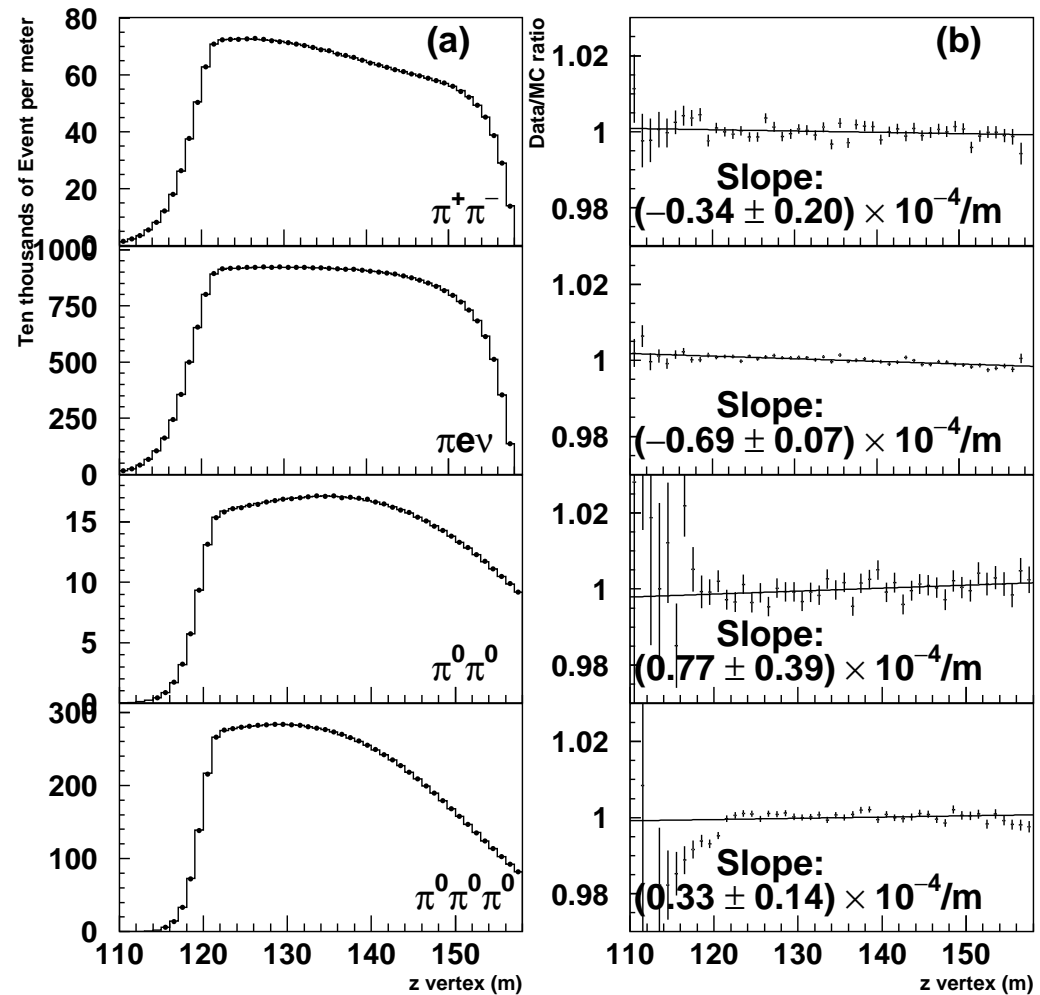 Ten thousands of Event per meter
80
60
40
20
0
(a)
π⁺π⁻
1000
750
500
250
0
πeν
15
10
5
0
π⁰π⁰
300
200
100
0
π⁰π⁰π⁰
110 120 130 140 150
z vertex (m)
Data/MC ratio
1.02
1
0.98
(b)
Slope:
(−0.34 ± 0.20) × 10⁻⁴/m
1.02
1
0.98
Slope:
(−0.69 ± 0.07) × 10⁻⁴/m
1.02
1
0.98
Slope:
(0.77 ± 0.39) × 10⁻⁴/m
1.02
1
0.98
Slope:
(0.33 ± 0.14) × 10⁻⁴/m
110 120 130 140 150
z vertex (m)